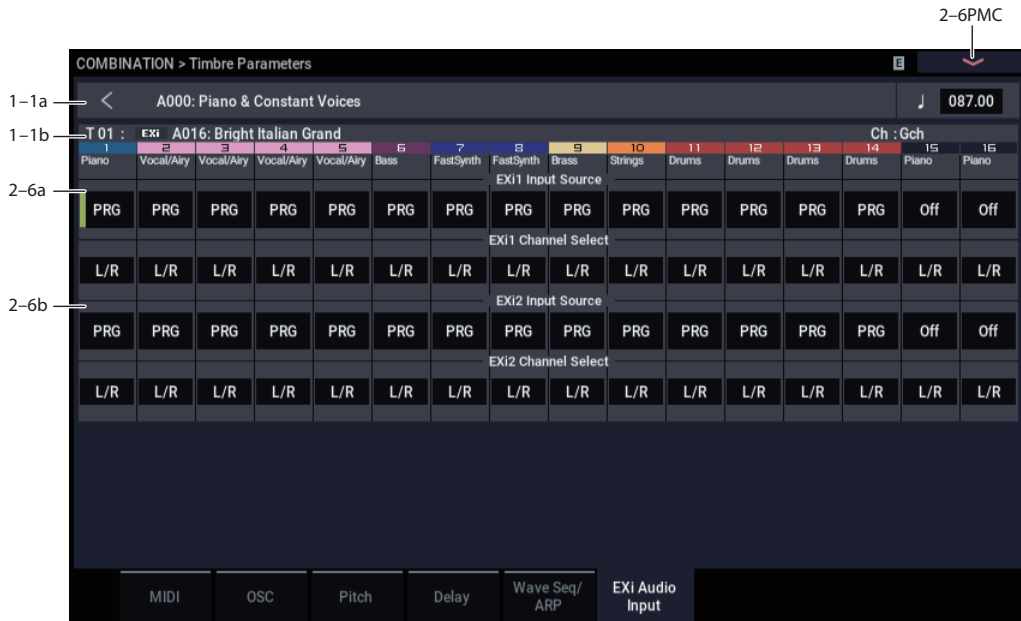 2–6PMC
COMBINATION > Timbre Parameters E
1–1a
A000: Piano & Constant Voices ♩ 087.00
1–1b
T 01 : EXi A016: Bright Italian Grand Ch : Gch
1 2 3 4 5 6 7 8 9 10 11 12 13 14 15 16
Piano Vocal/Airy Vocal/Airy Vocal/Airy Vocal/Airy Bass FastSynth FastSynth Brass Strings Drums Drums Drums Drums Piano Piano
2–6a
EXi1 Input Source
PRG PRG PRG PRG PRG PRG PRG PRG PRG PRG PRG PRG PRG PRG Off Off
EXi1 Channel Select
L/R L/R L/R L/R L/R L/R L/R L/R L/R L/R L/R L/R L/R L/R L/R L/R
2–6b
EXi2 Input Source
PRG PRG PRG PRG PRG PRG PRG PRG PRG PRG PRG PRG PRG PRG Off Off
EXi2 Channel Select
L/R L/R L/R L/R L/R L/R L/R L/R L/R L/R L/R L/R L/R L/R L/R L/R
MIDI OSC Pitch Delay Wave Seq/
ARP
EXi Audio
Input